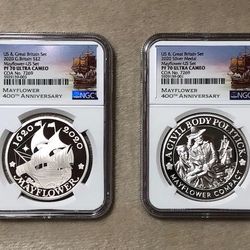 US & Great Britain Set
2020 G.Britain S£2
Mayflower-US Set
PF 70 ULTRA CAMEO
COA No. 7269
MAYFLOWER
400TH ANNIVERSARY
NGC
1620 2020
MAYFLOWER
US & Great Britain Set
2020 Silver Medal
Mayflower-US Set
PF 70 ULTRA CAMEO
COA No. 7269
MAYFLOWER
400TH ANNIVERSARY
NGC
A CIVIL BODY POLITICK
MAYFLOWER COMPACT